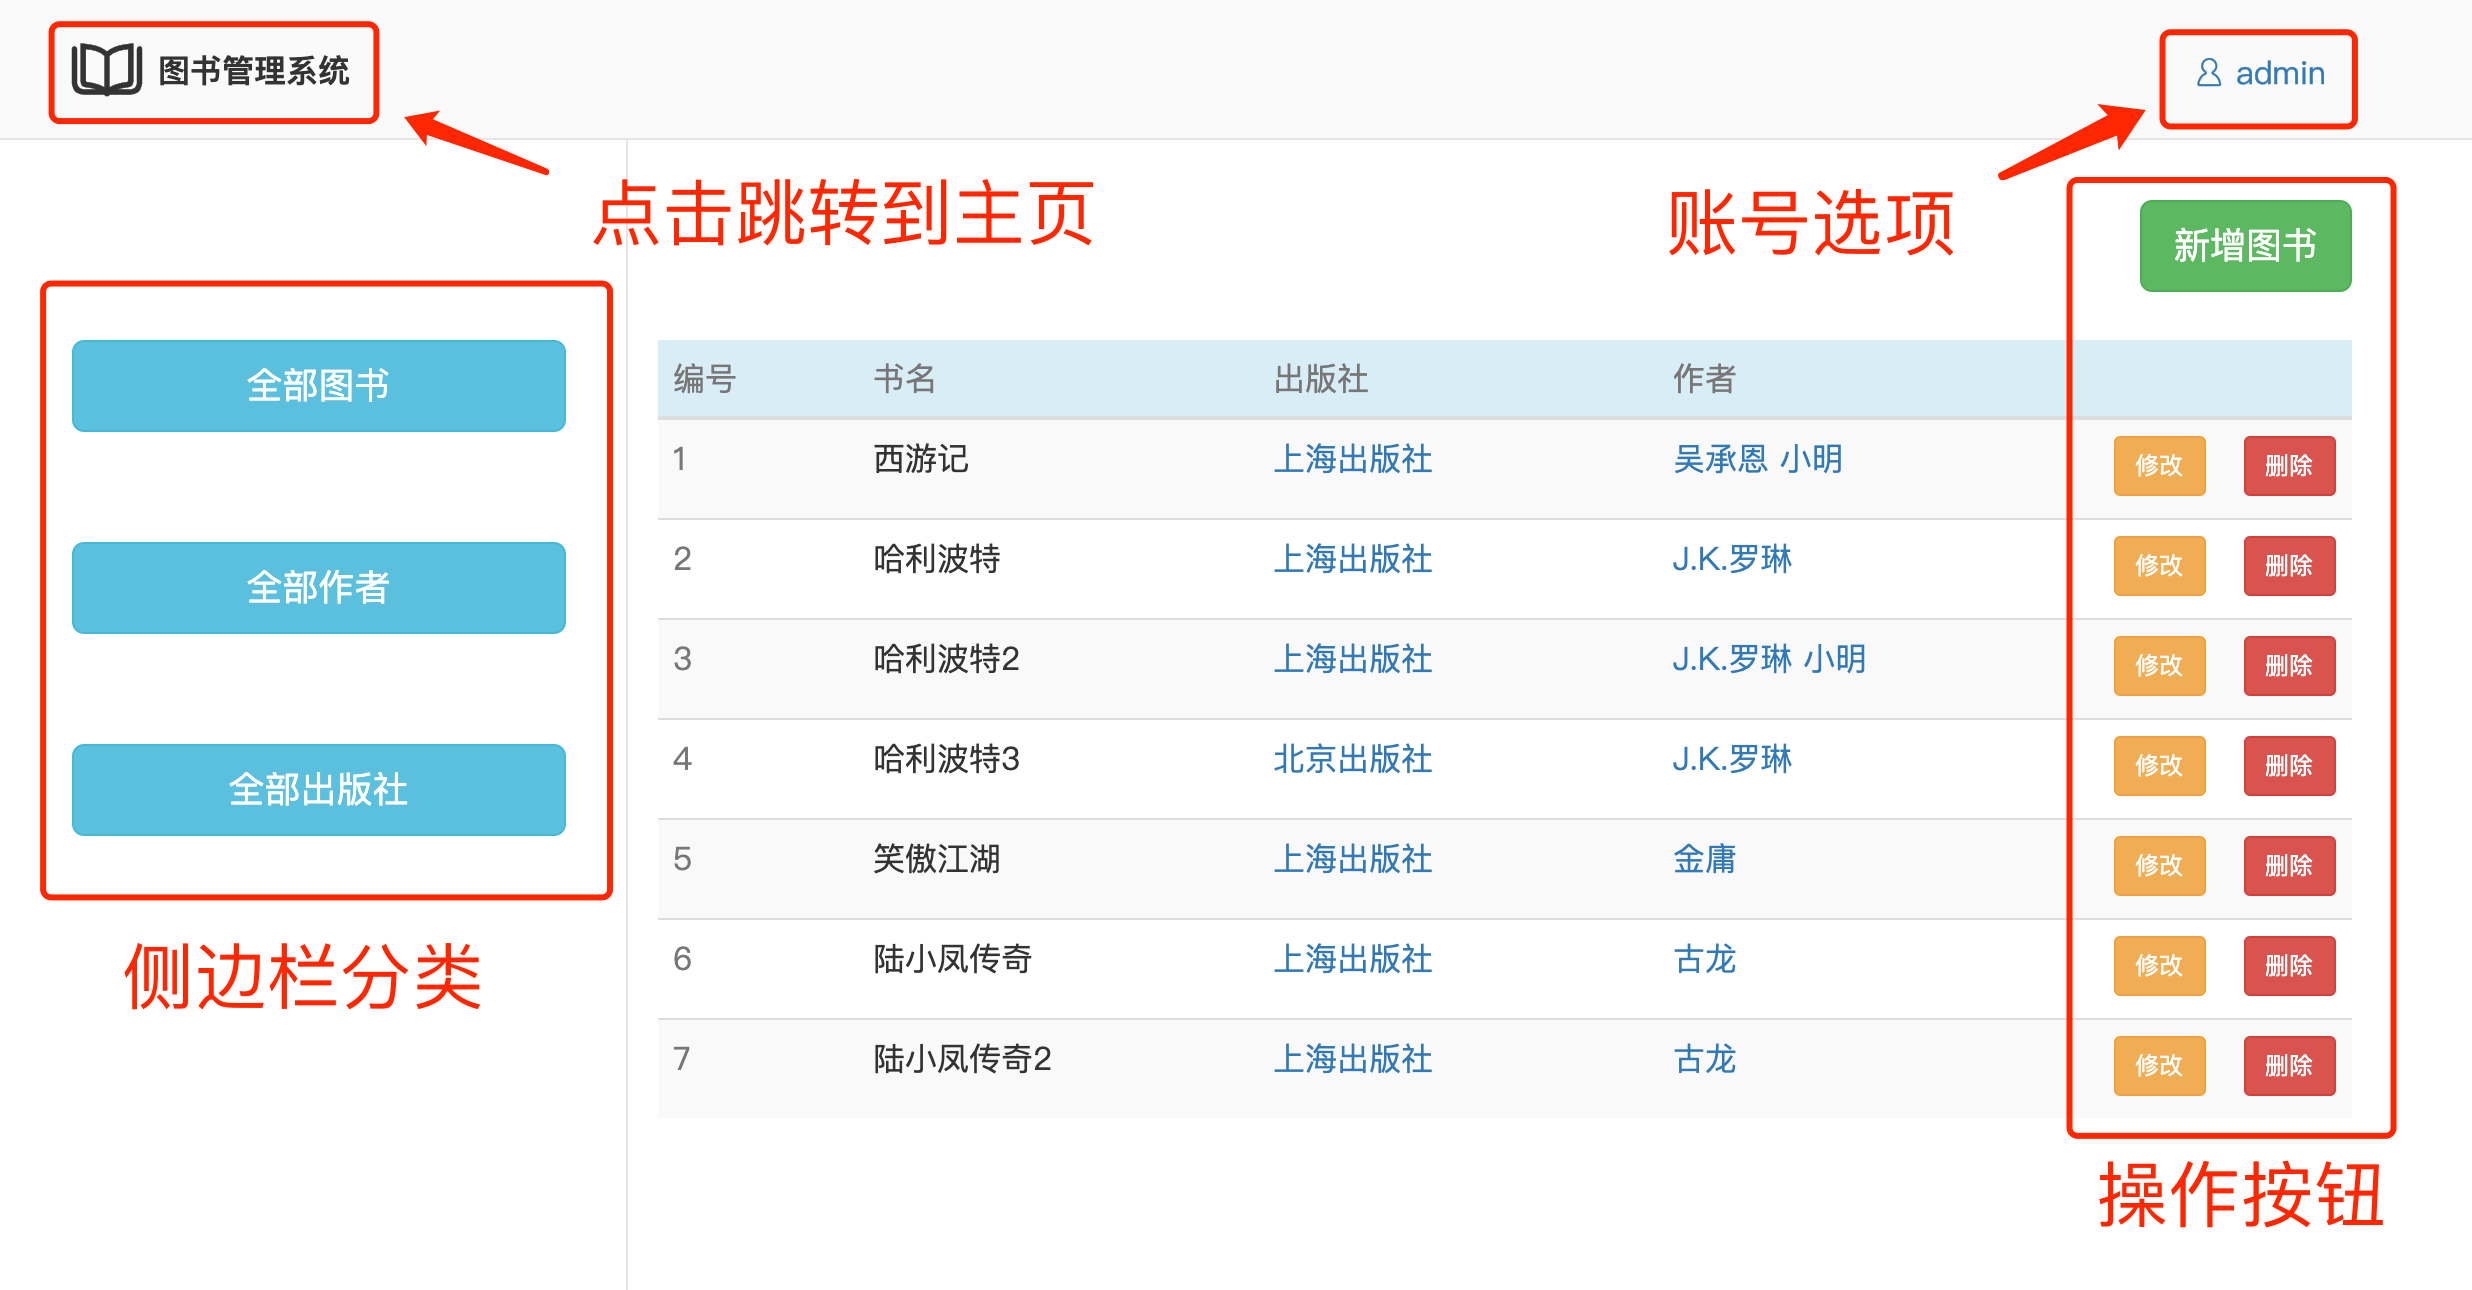 图书管理系统
admin
点击跳转到主页
账号选项
新增图书
全部图书
全部作者
全部出版社
侧边栏分类
编号 书名 出版社 作者
1 西游记 上海出版社 吴承恩 小明 修改 删除
2 哈利波特 上海出版社 J.K.罗琳 修改 删除
3 哈利波特2 上海出版社 J.K.罗琳 小明 修改 删除
4 哈利波特3 北京出版社 J.K.罗琳 修改 删除
5 笑傲江湖 上海出版社 金庸 修改 删除
6 陆小凤传奇 上海出版社 古龙 修改 删除
7 陆小凤传奇2 上海出版社 古龙 修改 删除
操作按钮